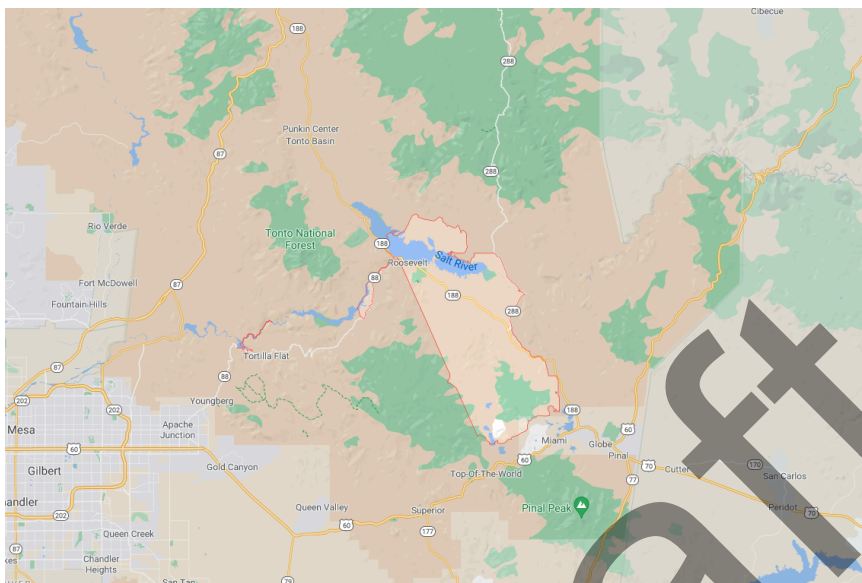 Cibecue
188
288
Punkin Center
Tonto Basin
87
288
Rio Verde
Tonto National
Forest
188
Salt River
Roosevelt
Fort McDowell
87
88
188
Fountain Hills
288
Tortilla Flat
87
88
202
202
Youngberg
188
Mesa
Apache
Junction
60
60
Miami
Globe
Pinal
Gilbert
Gold Canyon
60
70
Cutter
170
Top-Of-The-World
77
San Carlos
Queen Valley
Superior
Pinal Peak
Peridot
70
202
60
177
Queen Creek
87
Chandler
Heights
79
aft